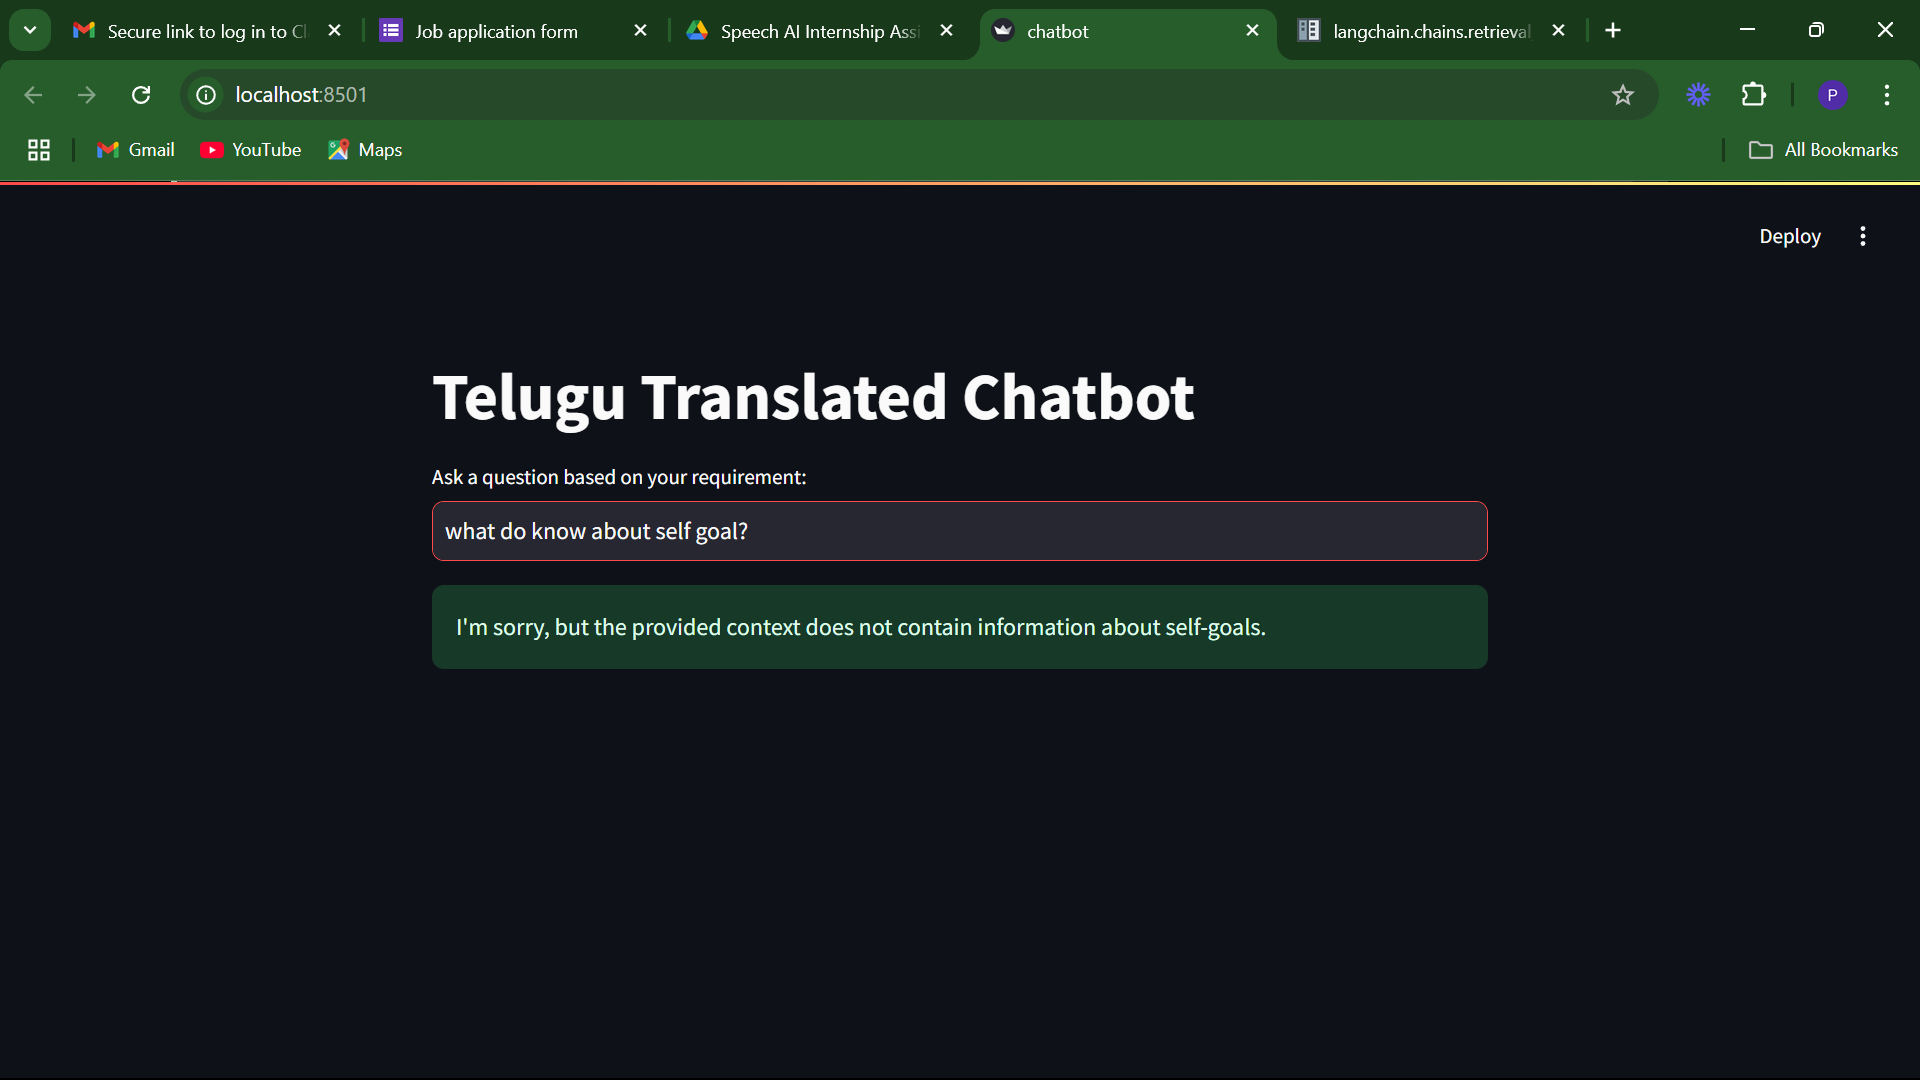 Secure link to log in to Cl
Job application form
Speech AI Internship Assi
chatbot
langchain.chains.retrieval
localhost:8501
P
Gmail
YouTube
Maps
All Bookmarks
Deploy
Telugu Translated Chatbot
Ask a question based on your requirement:
what do know about self goal?
I'm sorry, but the provided context does not contain information about self-goals.